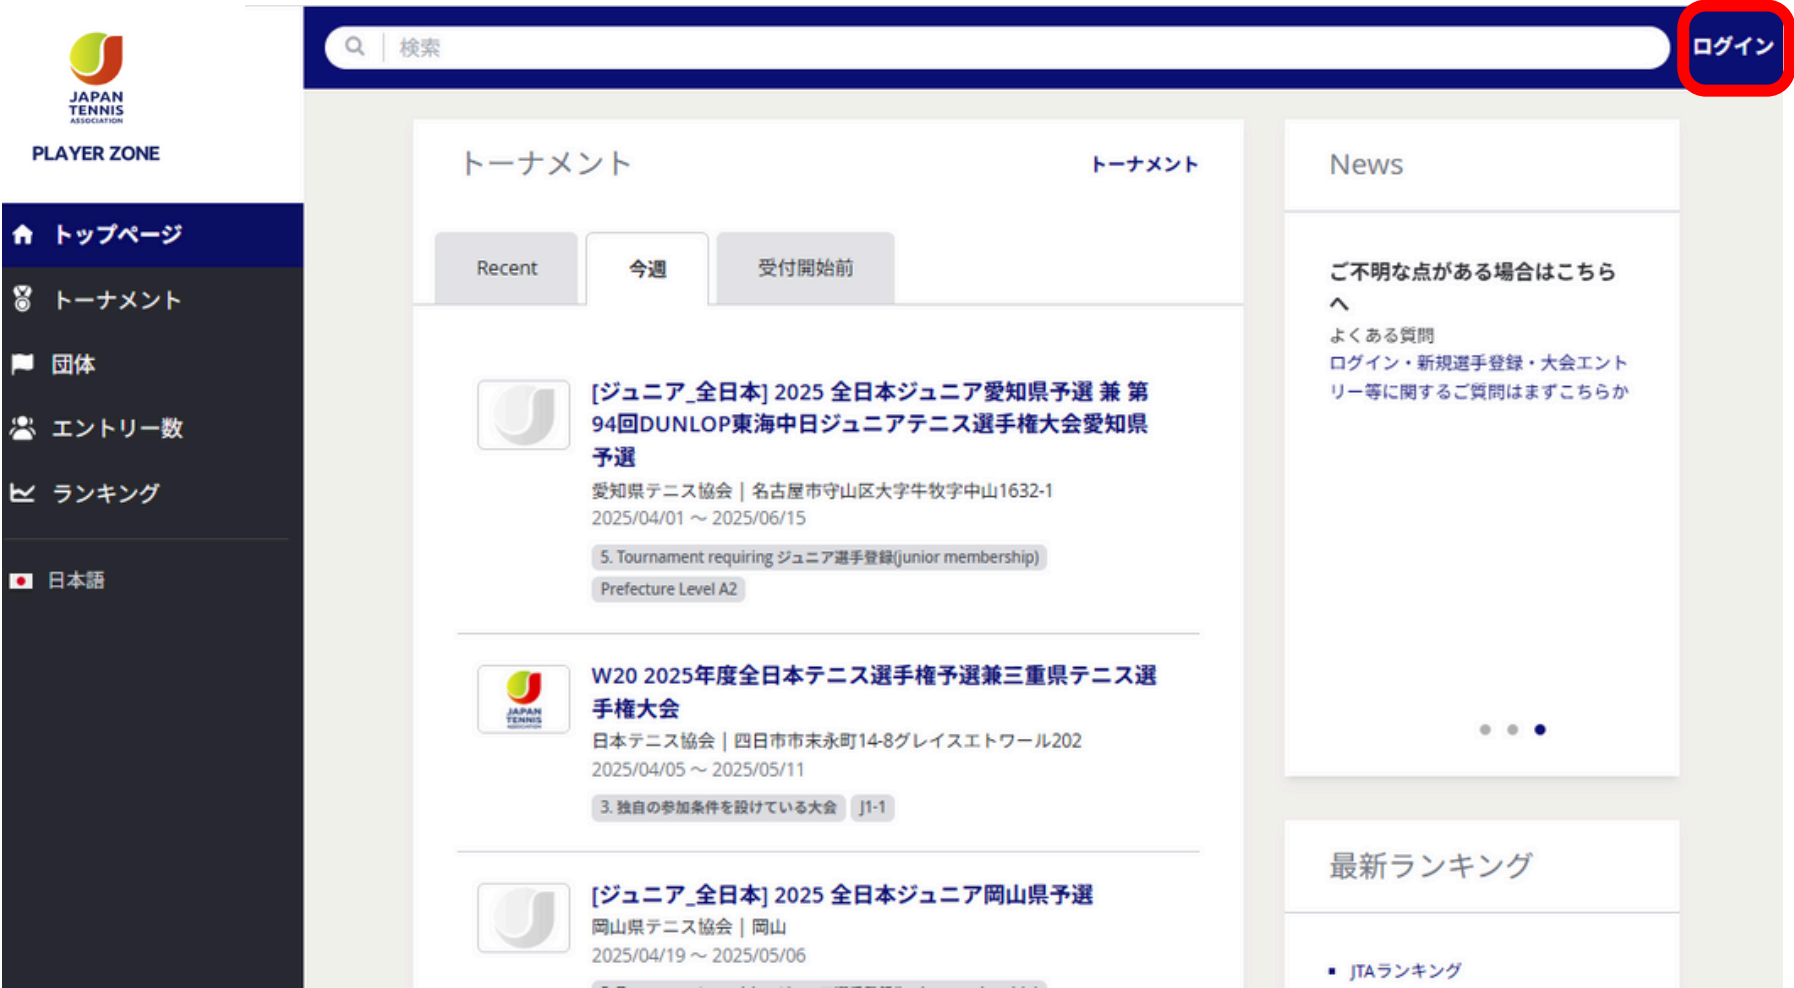 JAPAN
TENNIS
ASSOCIATION
PLAYER ZONE
トップページ
トーナメント
団体
エントリー数
ランキング
日本語
検索
ログイン
トーナメント
トーナメント
Recent
今週
受付開始前
[ジュニア_全日本] 2025 全日本ジュニア愛知県予選 兼 第
94回DUNLOP東海中日ジュニアテニス選手権大会愛知県
予選
愛知県テニス協会 | 名古屋市守山区大字牛牧字中山1632-1
2025/04/01 ～ 2025/06/15
5. Tournament requiring ジュニア選手登録(junior membership)
Prefecture Level A2
JAPAN
TENNIS
ASSOCIATION
W20 2025年度全日本テニス選手権予選兼三重県テニス選
手権大会
日本テニス協会 | 四日市市末永町14-8グレイスエトワール202
2025/04/05 ～ 2025/05/11
3. 独自の参加条件を設けている大会
J1-1
[ジュニア_全日本] 2025 全日本ジュニア岡山県予選
岡山県テニス協会 | 岡山
2025/04/19 ～ 2025/05/06
News
ご不明な点がある場合はこちら
へ
よくある質問
ログイン・新規選手登録・大会エント
リー等に関するご質問はまずこちらか
最新ランキング
JTAランキング